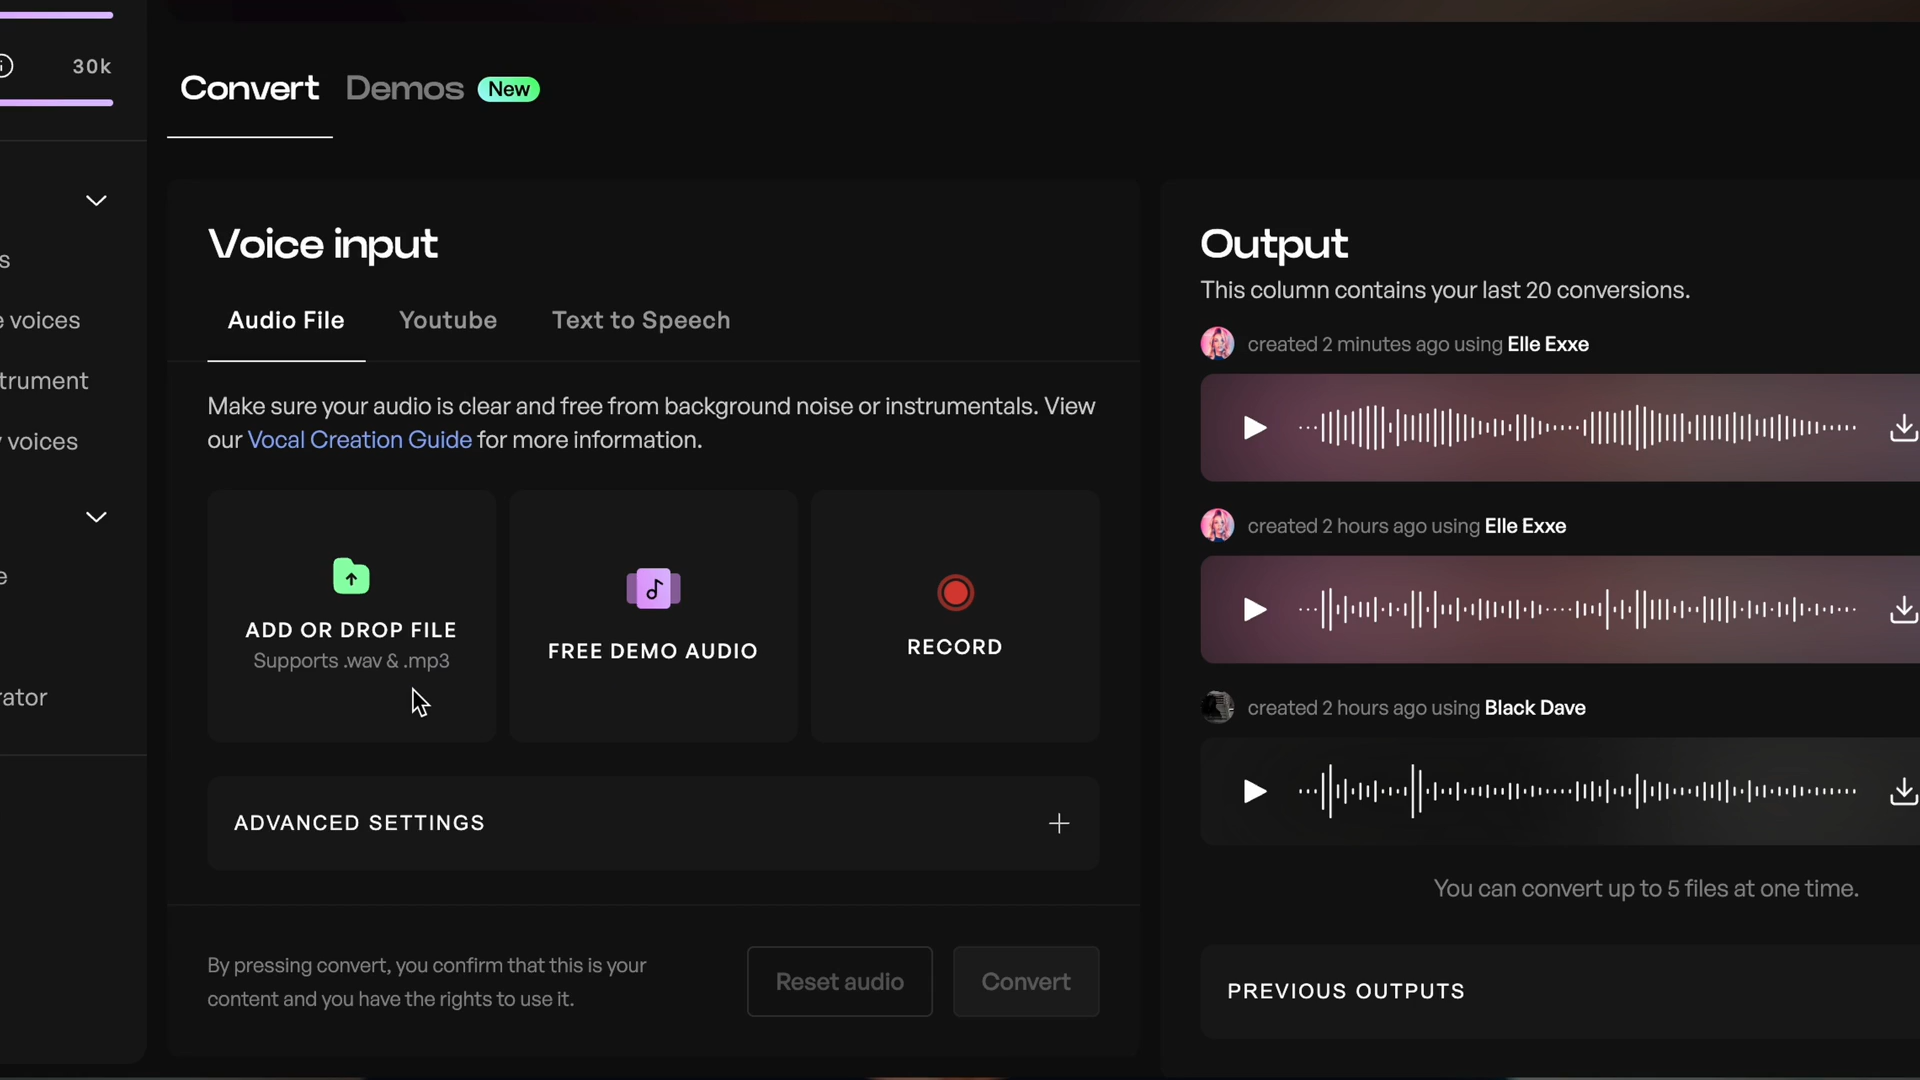 30k
Convert Demos New
s
e voices
trument
y voices
e
rator
Voice input
Audio File Youtube Text to Speech
Make sure your audio is clear and free from background noise or instrumentals. View
our Vocal Creation Guide for more information.
ADD OR DROP FILE
Supports .wav & .mp3
FREE DEMO AUDIO
RECORD
ADVANCED SETTINGS
By pressing convert, you confirm that this is your
content and you have the rights to use it.
Reset audio
Convert
Output
This column contains your last 20 conversions.
created 2 minutes ago using Elle Exxe
created 2 hours ago using Elle Exxe
created 2 hours ago using Black Dave
You can convert up to 5 files at one time.
PREVIOUS OUTPUTS